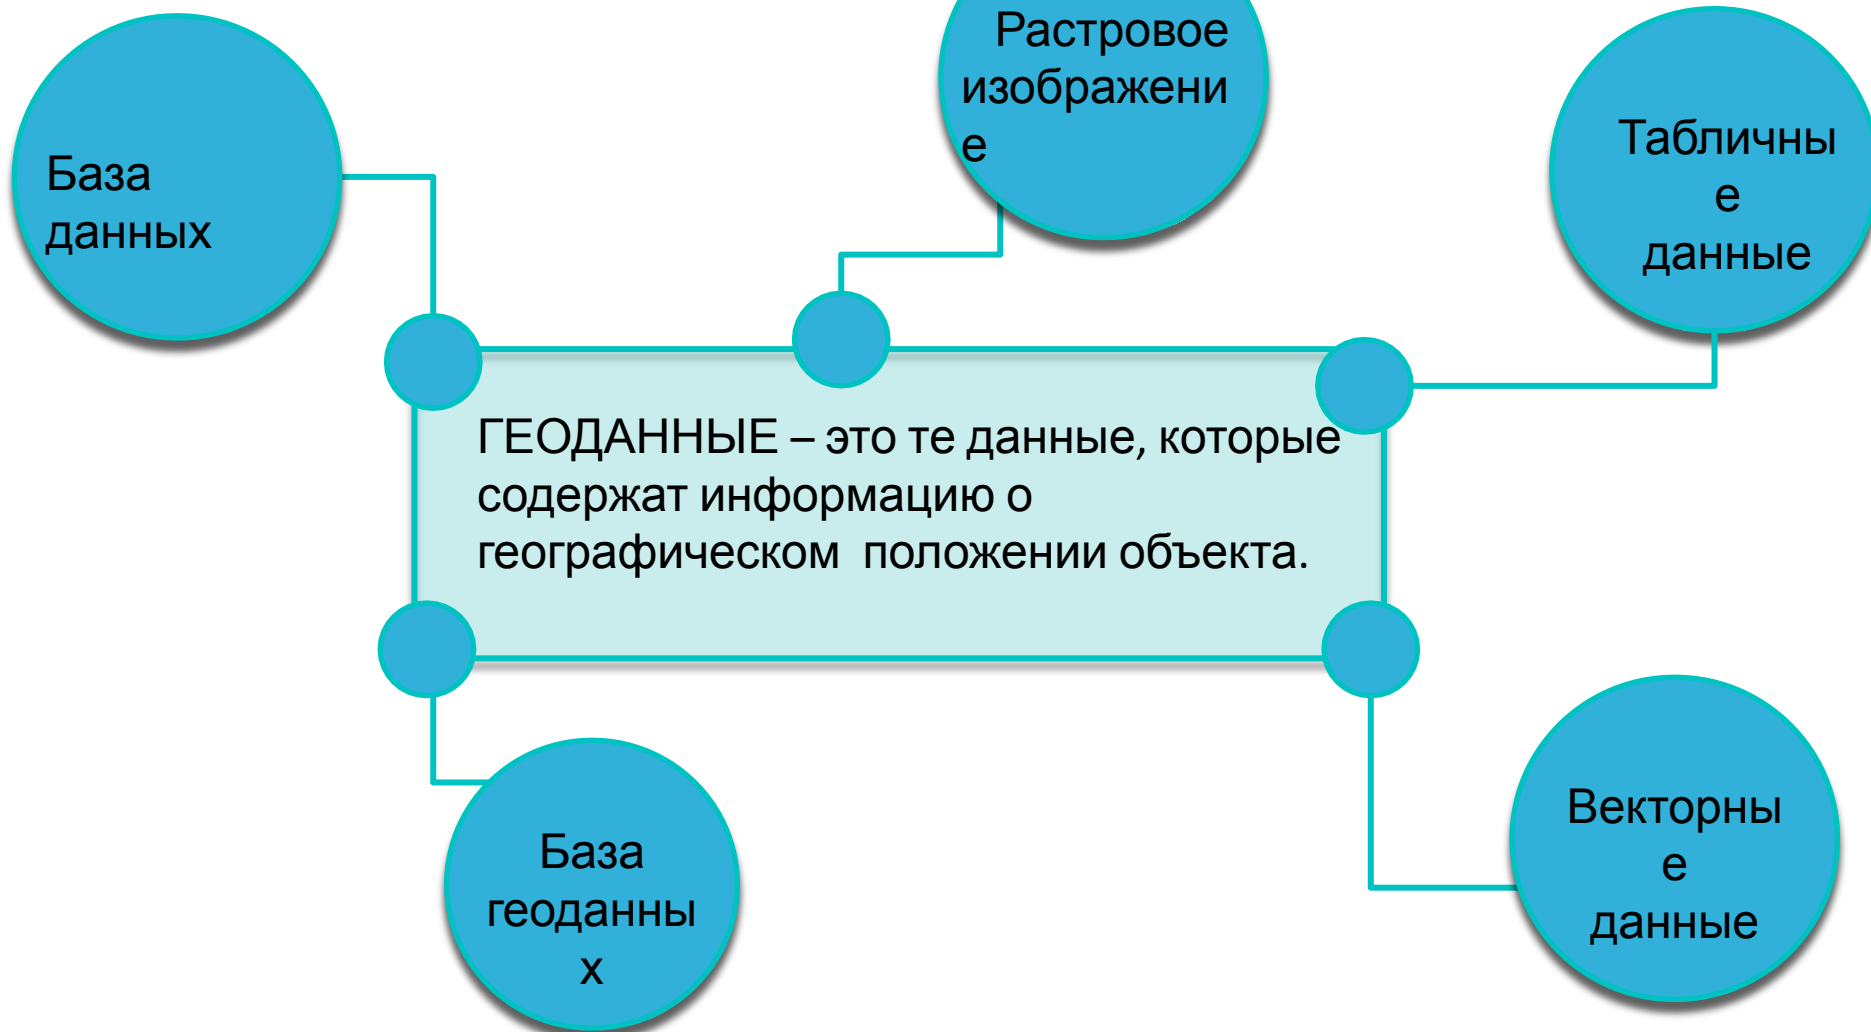 База
данных
Растровое
изображени
е
Табличны
е
данные
ГЕОДАННЫЕ – это те данные, которые
содержат информацию о
географическом положении объекта.
База
геоданны
х
Векторны
е
данные